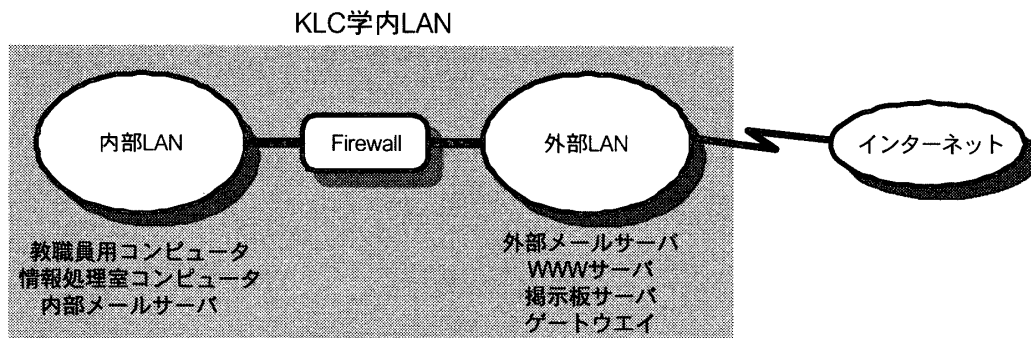 KLC学内LAN
内部LAN
Firewall
外部LAN
インターネット
教職員用コンピュータ
情報処理室コンピュータ
内部メールサーバ
外部メールサーバ
WWWサーバ
掲示板サーバ
ゲートウエイ